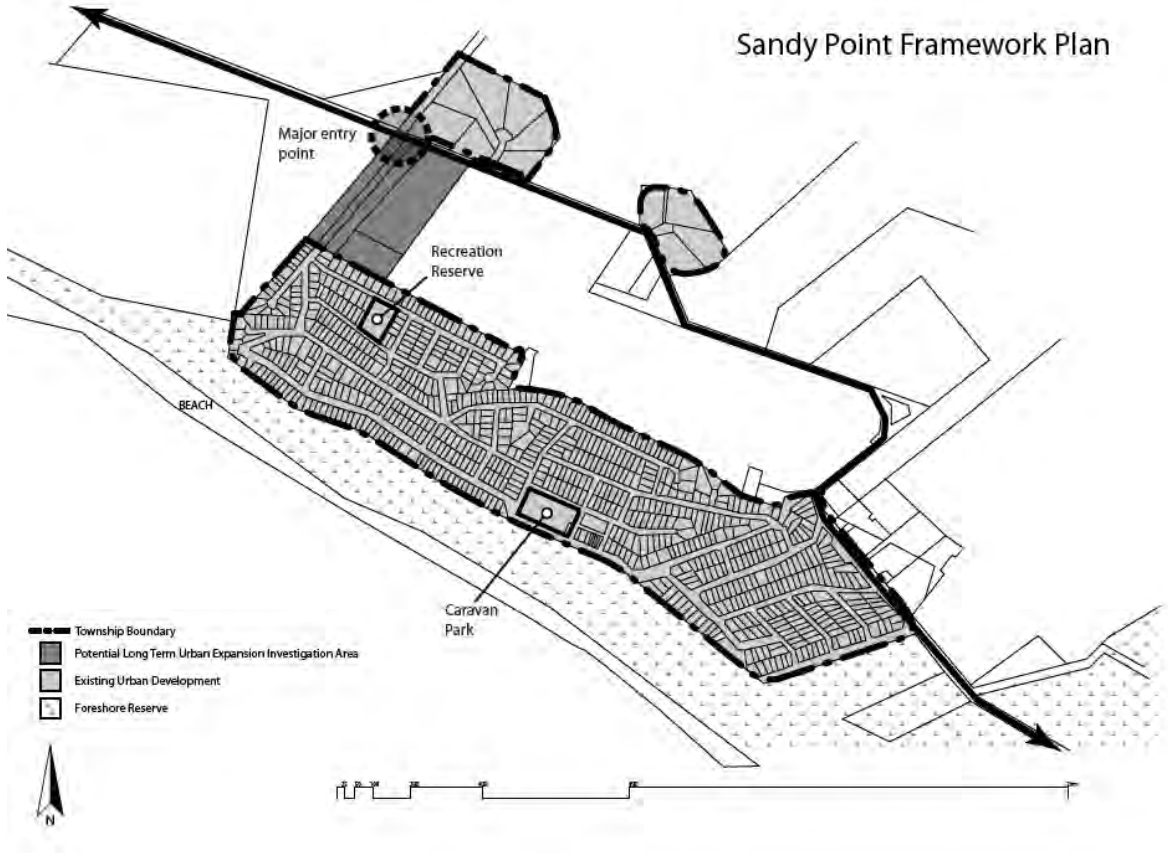 Sandy Point Framework Plan
Major entry
point
Recreation
Reserve
BEACH
Caravan
Park
Township Boundary
Potential Long Term Urban Expansion Investigation Area
Existing Urban Development
Foreshore Reserve
N